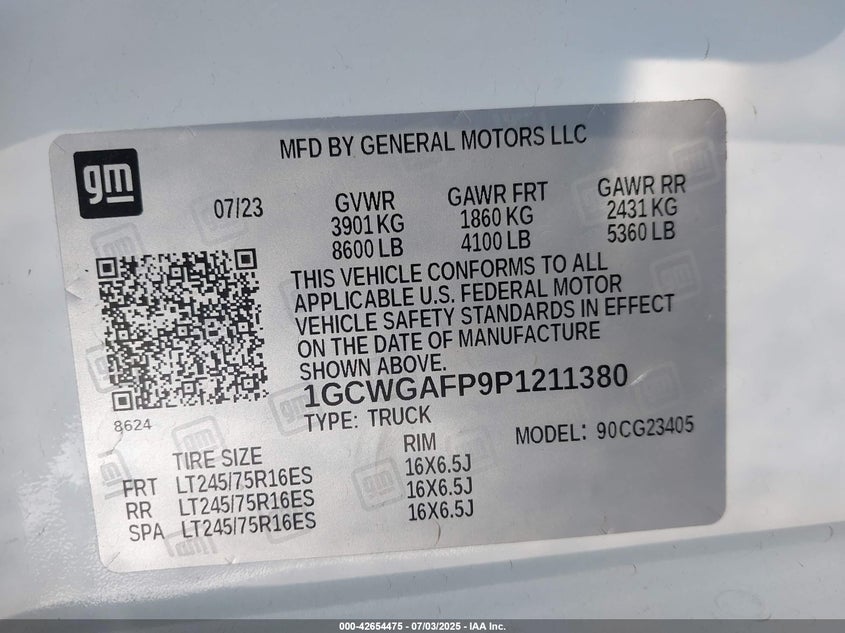 gm
MFD BY GENERAL MOTORS LLC
07/23 GVWR GAWR FRT GAWR RR
3901 KG 1860 KG 2431 KG
8600 LB 4100 LB 5360 LB
THIS VEHICLE CONFORMS TO ALL
APPLICABLE U.S. FEDERAL MOTOR
VEHICLE SAFETY STANDARDS IN EFFECT
ON THE DATE OF MANUFACTURE
SHOWN ABOVE.
1GCWGAFP9P1211380
8624
TYPE: TRUCK
MODEL: 90CG23405
TIRE SIZE RIM
FRT LT245/75R16ES 16X6.5J
RR LT245/75R16ES 16X6.5J
SPA LT245/75R16ES 16X6.5J
000-42654475 - 07/03/2025 - IAA Inc.